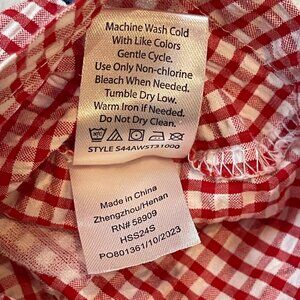 Machine Wash Cold
With Like Colors
Gentle Cycle.
Use Only Non-chlorine
Bleach When Needed.
Tumble Dry Low.
Warm Iron if Needed.
Do Not Dry Clean.
STYLE S44AWST31000
Made in China
Zhengzhou/Henan
RN# 58909
HSS24S
PO801361/10/2023